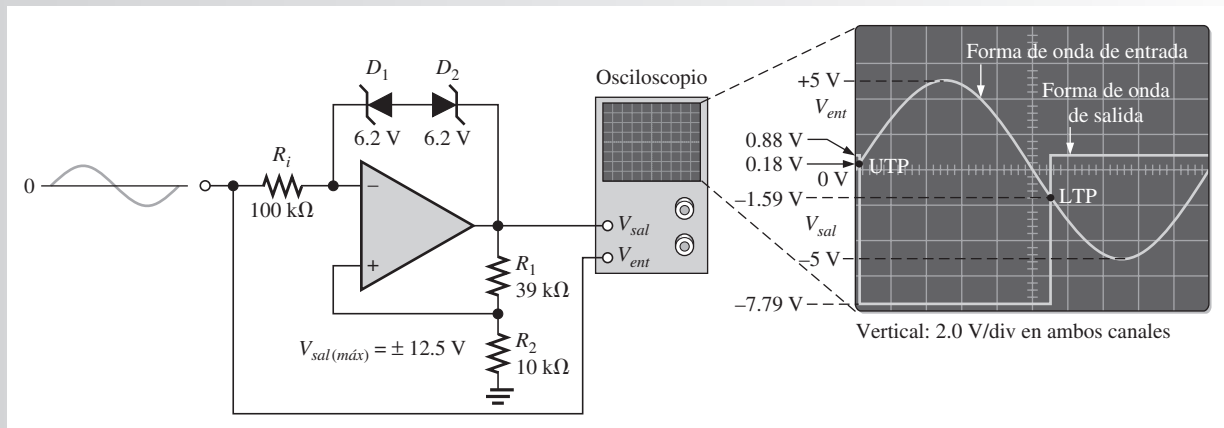 D1
D2
6.2 V
6.2 V
Ri
100 kΩ
0
−
+
Vsal(máx) = ± 12.5 V
R1
39 kΩ
R2
10 kΩ
Osciloscopio
Vsal
Vent
+5 V
Vent
0.88 V
0.18 V
0 V
–1.59 V
Vsal
–5 V
–7.79 V
Forma de onda de entrada
Forma de onda
de salida
UTP
LTP
Vertical: 2.0 V/div en ambos canales